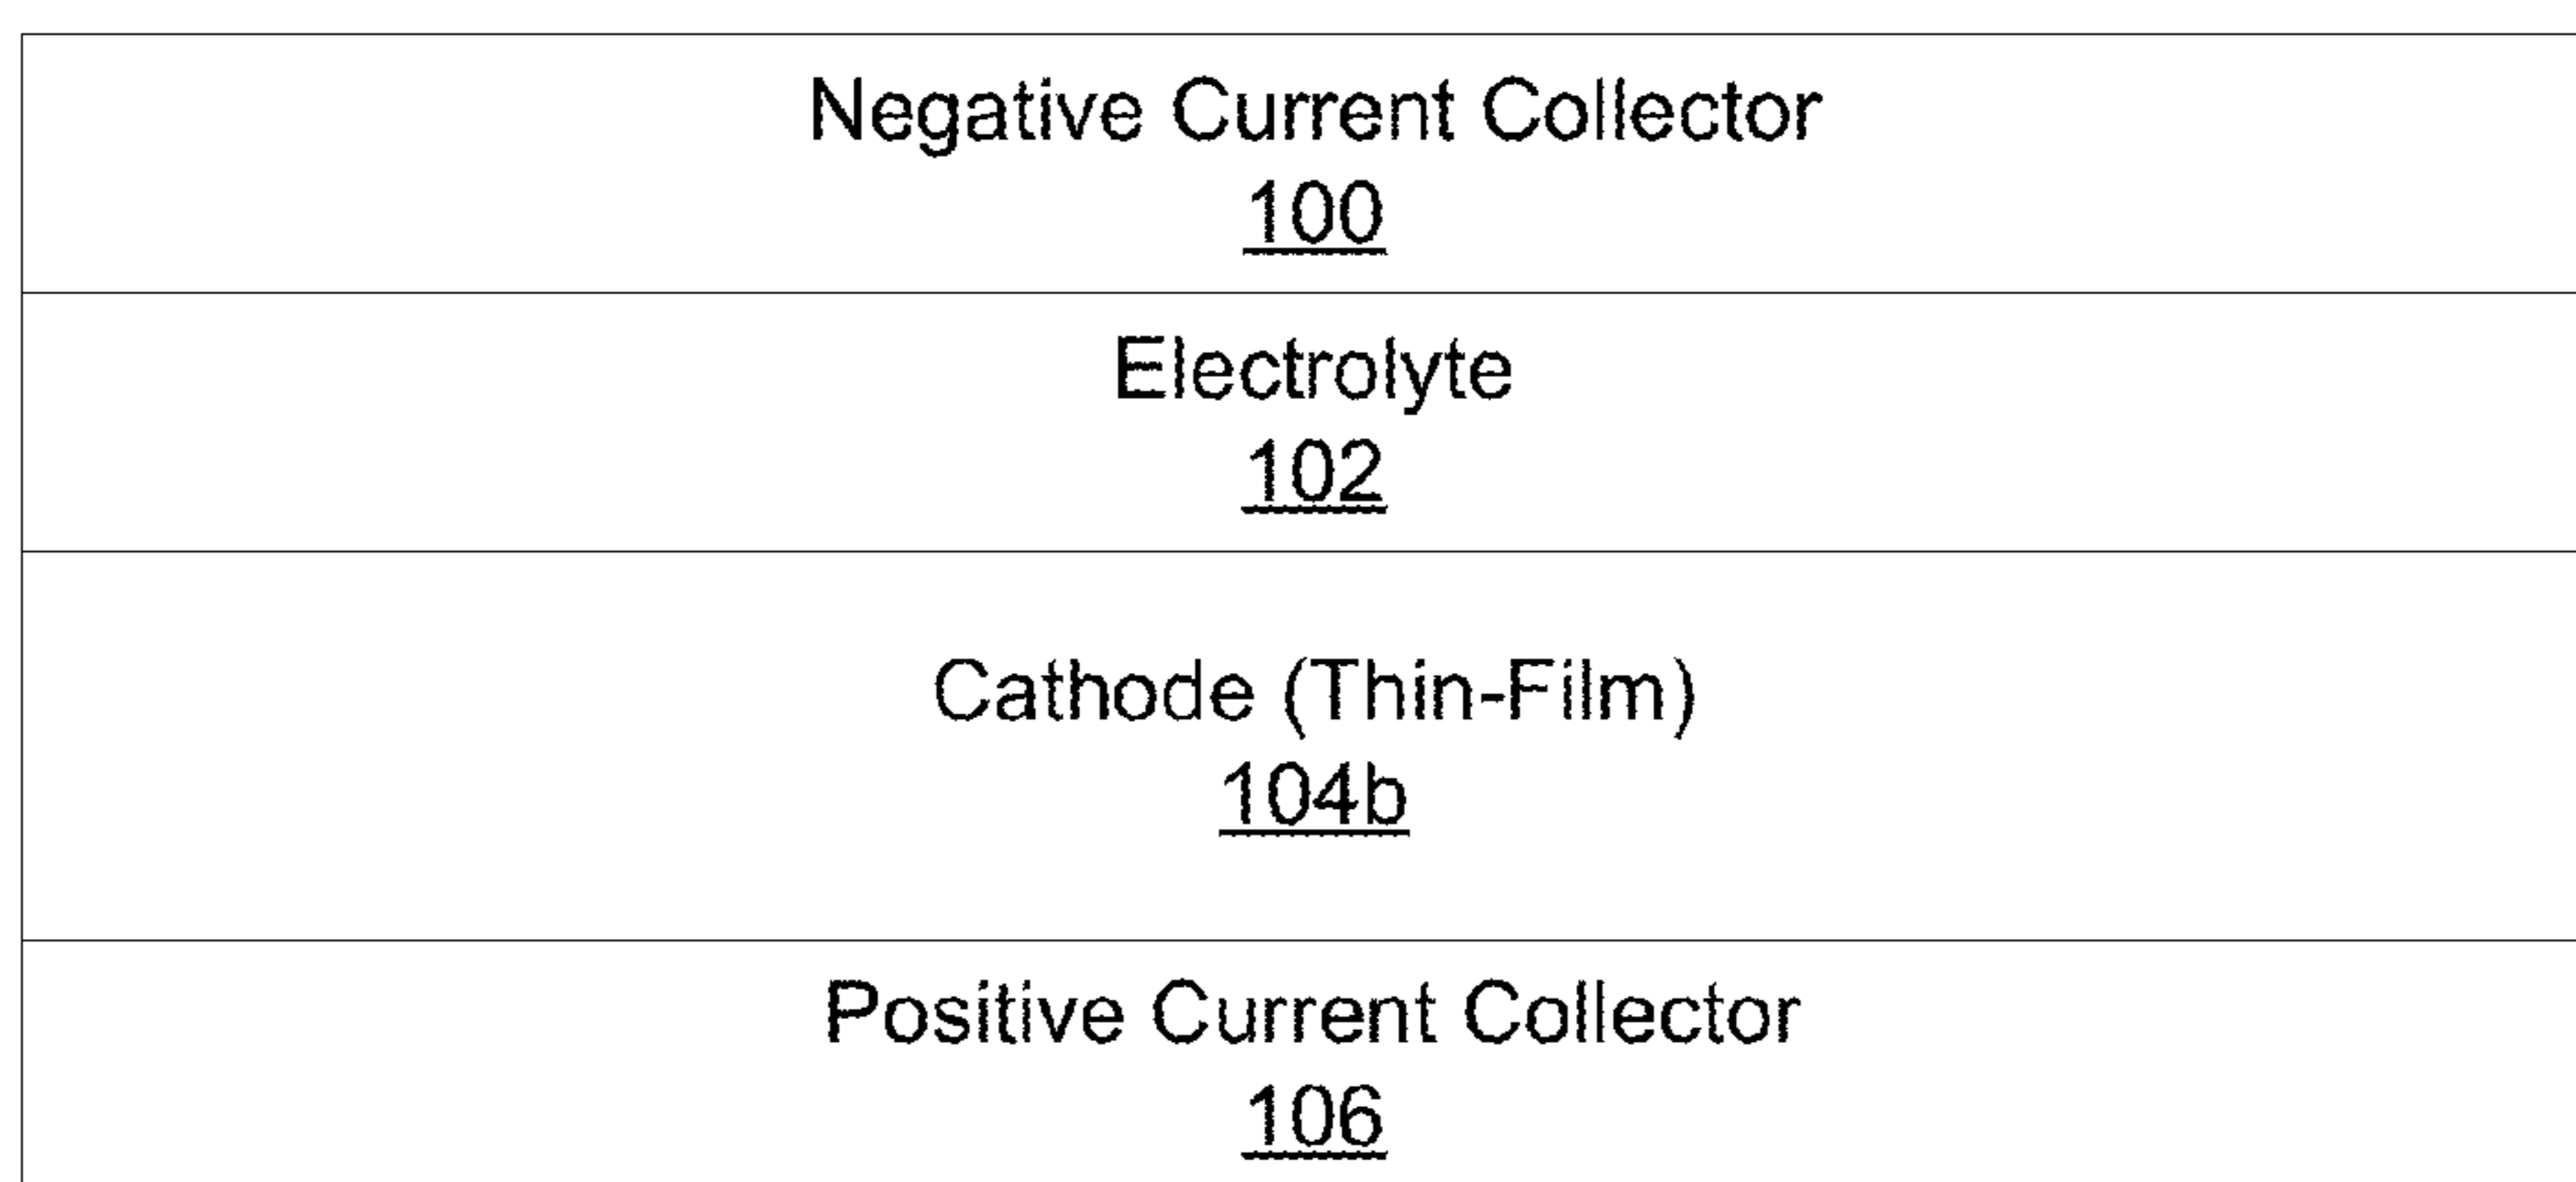 Negative Current Collector
100
Electrolyte
102
Cathode (Thin-Film)
104b
Positive Current Collector
106